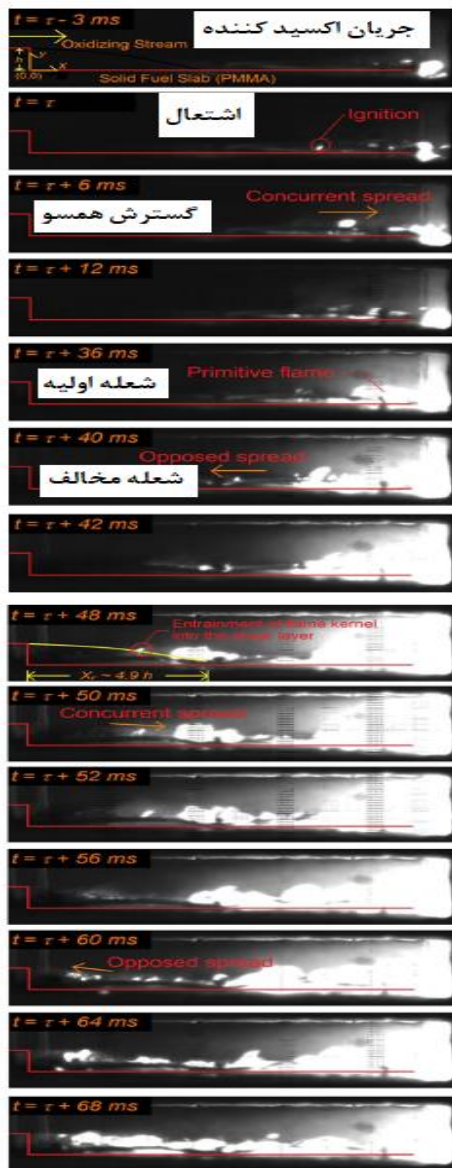 t = τ - 3 ms
جریان اکسید کننده
Oxidizing Stream
h
y
x
(0,0)
Solid Fuel Slab (PMMA)
t = τ
اشتعال
Ignition
t = τ + 6 ms
Concurrent spread
گسترش همسو
t = τ + 12 ms
t = τ + 36 ms
Primitive flame
شعله اولیه
t = τ + 40 ms
Opposed spread
شعله مخالف
t = τ + 42 ms
t = τ + 48 ms
Entrainment of flame kernel
into the shear layer
Xr ~ 4.9 h
t = τ + 50 ms
Concurrent spread
t = τ + 52 ms
t = τ + 56 ms
t = τ + 60 ms
Opposed spread
t = τ + 64 ms
t = τ + 68 ms